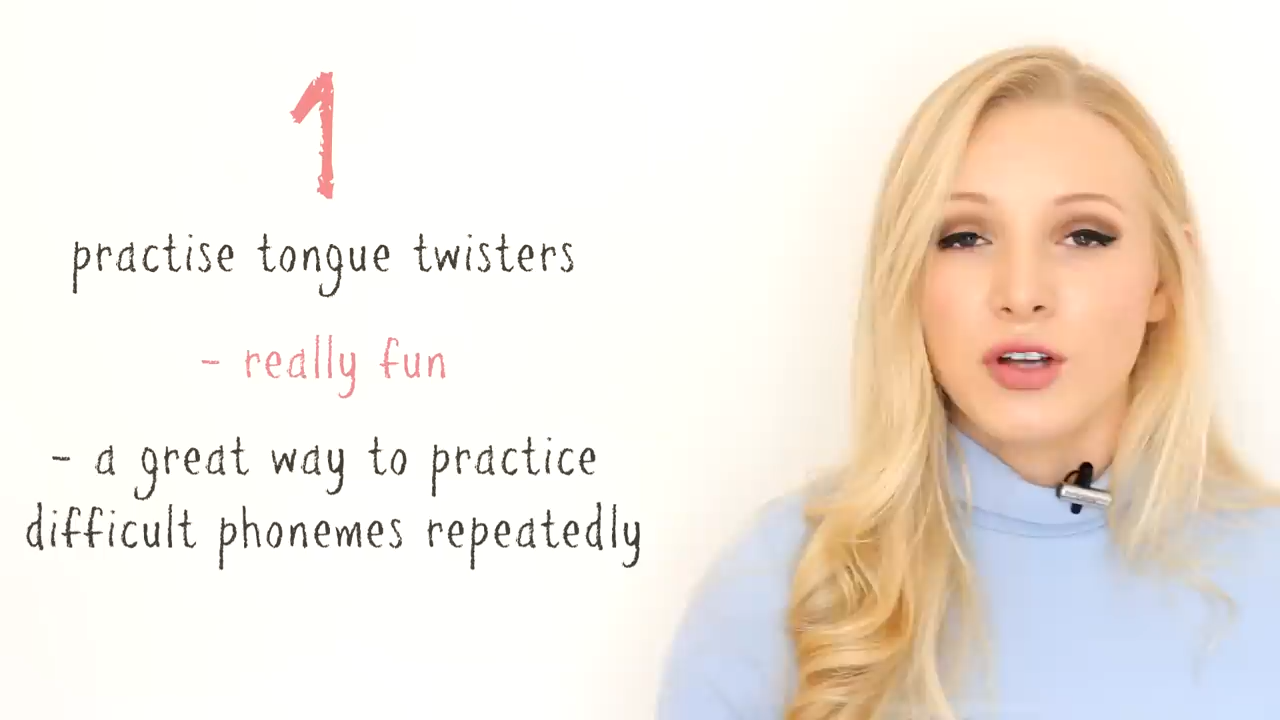 1
practise tongue twisters
- really fun
- a great way to practice
difficult phonemes repeatedly